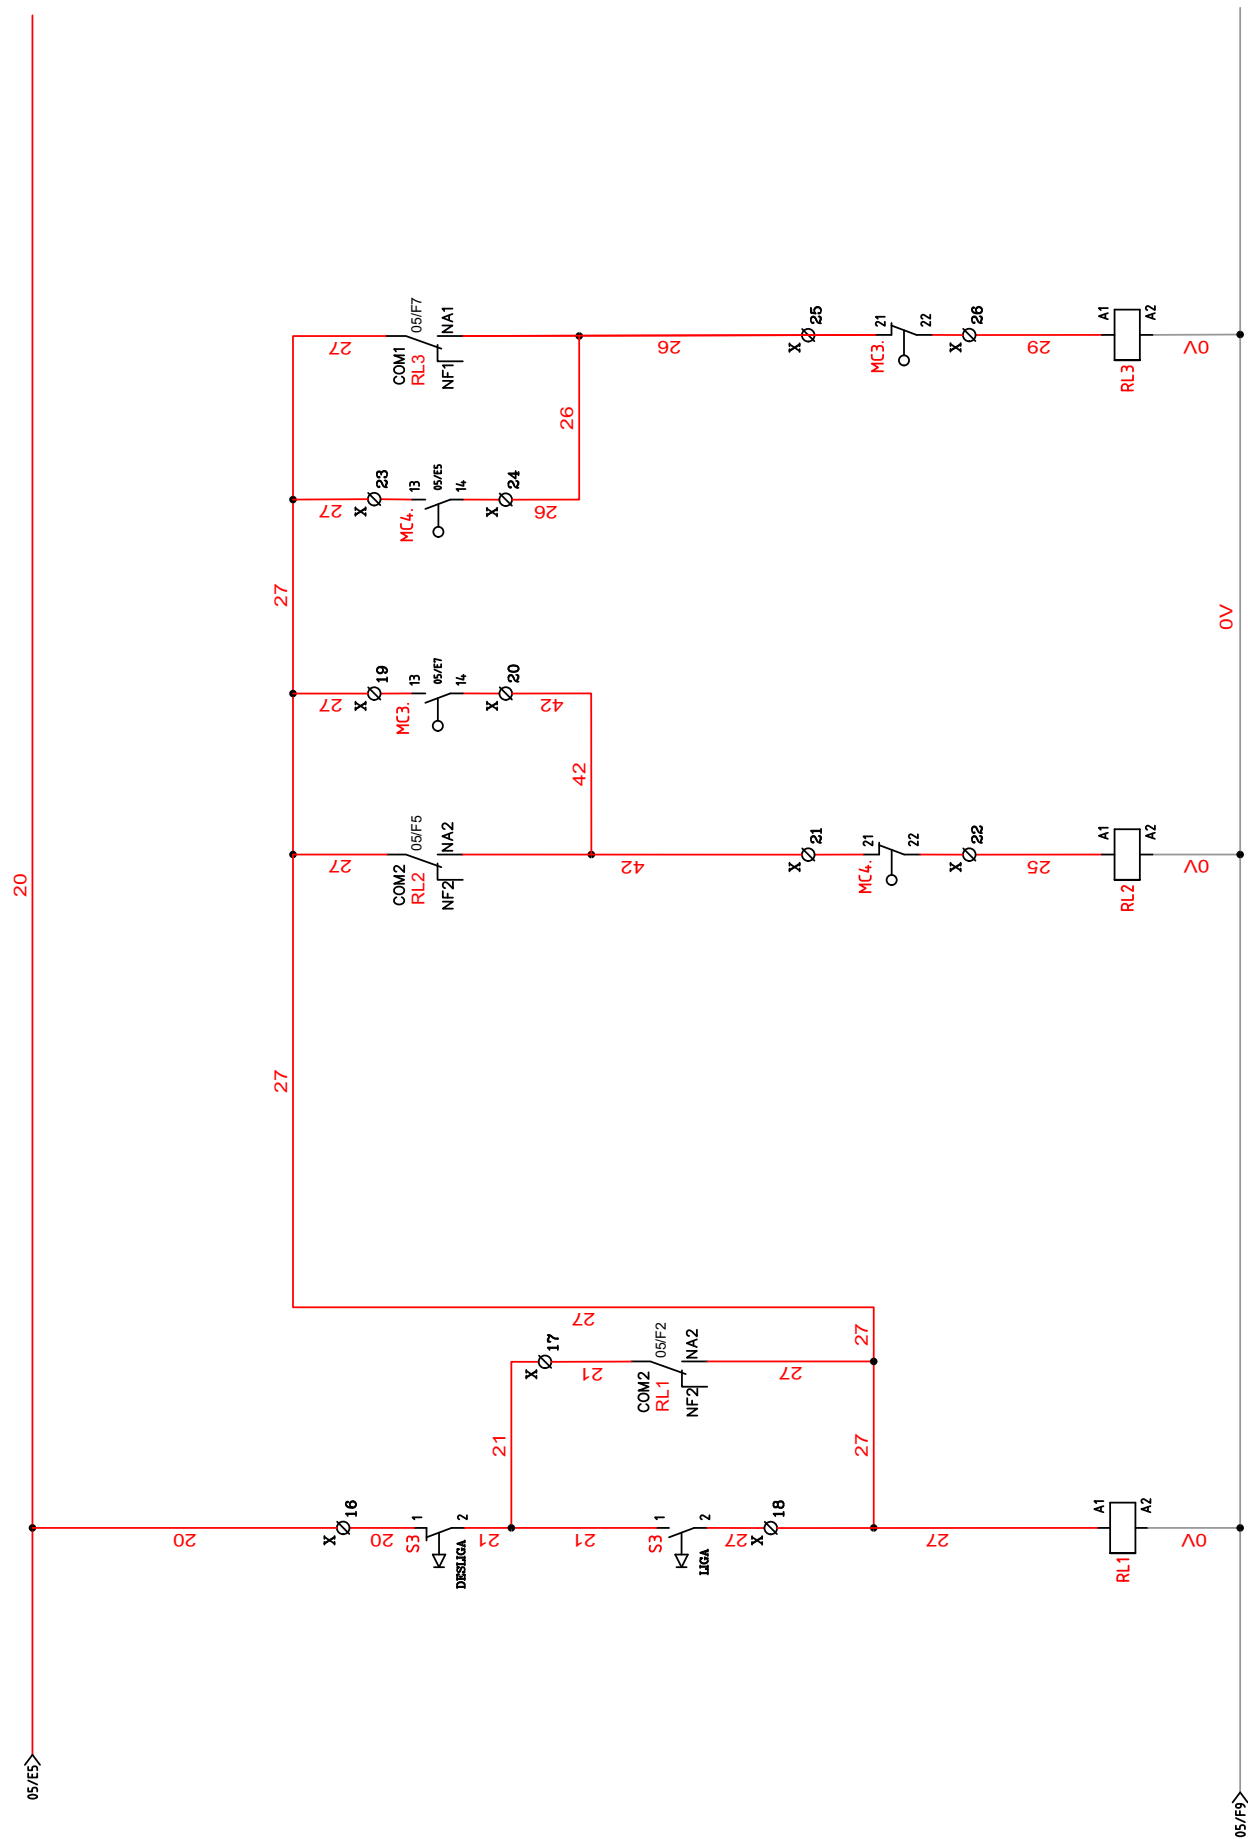 27
COM1
RL3
05/F7
NF1
NA1
26
X 25
MC3.
21
22
X 26
29
RL3
A1
A2
0V
27
X 23
MC4.
13
05/E5
14
X 24
26
26
27
0V
27
X 19
MC3.
13
05/E7
14
X 20
42
42
20
27
COM2
RL2
05/F5
NF2
NA2
42
X 21
MC4.
21
22
X 22
25
RL2
A1
A2
0V
27
27
27
X 17
21
COM2
RL1
05/F2
NF2
NA2
27
21
27
20
X 16
20
S3
1
2
DESLIGA
21
21
S3
1
2
LIGA
27
X 18
27
RL1
A1
A2
0V
05/E5
05/F9